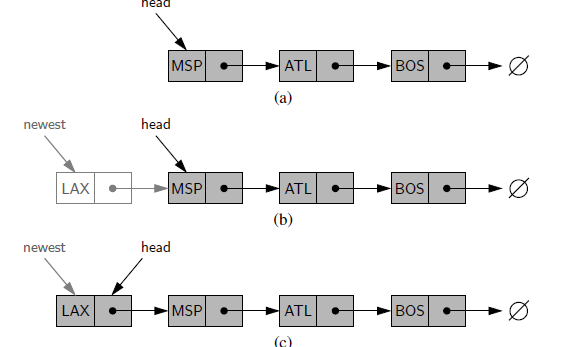 head
MSP ATL BOS ∅
(a)
newest head
LAX MSP ATL BOS ∅
(b)
newest head
LAX MSP ATL BOS ∅
(c)